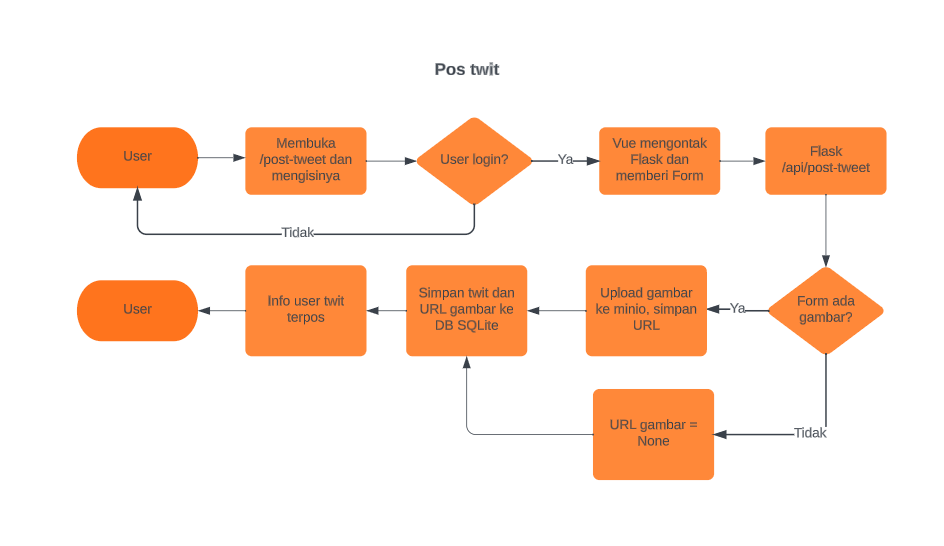 Pos twit
User
Membuka
/post-tweet dan
mengisinya
User login?
Ya
Vue mengontak
Flask dan
memberi Form
Flask
/api/post-tweet
Tidak
User
Info user twit
terpos
Simpan twit dan
URL gambar ke
DB SQLite
Upload gambar
ke minio, simpan
URL
Ya
Form ada
gambar?
URL gambar =
None
Tidak